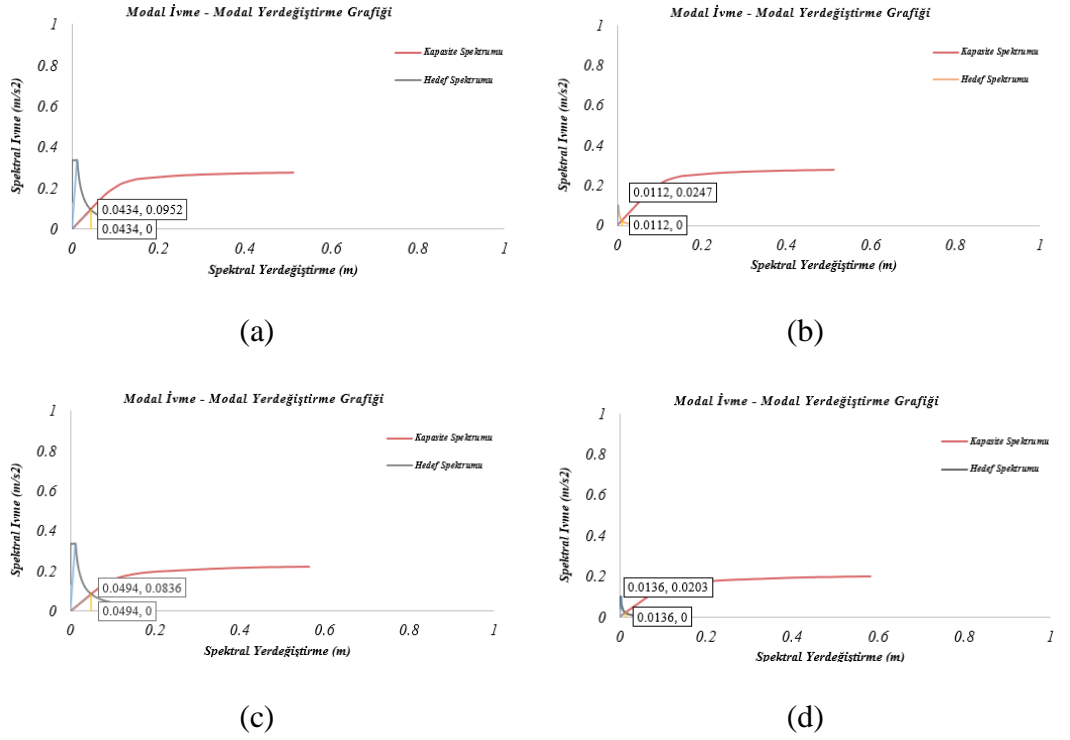 Modal İvme - Modal Yerdeğiştirme Grafiği
1
0.8
0.6
0.4
0.2
0
Spektral İvme (m/s2)
Kapasite Spektrumu
Hedef Spektrumu
0.0434, 0.0952
0.0434, 0
0 0.2 0.4 0.6 0.8 1
Spektral Yerdeğiştirme (m)
(a)
Modal İvme - Modal Yerdeğiştirme Grafiği
1
0.8
0.6
0.4
0.2
0
Spektral İvme (m/s2)
Kapasite Spektrumu
Hedef Spektrumu
0.0112, 0.0247
0.0112, 0
0 0.2 0.4 0.6 0.8 1
Spektral Yerdeğiştirme (m)
(b)
Modal İvme - Modal Yerdeğiştirme Grafiği
1
0.8
0.6
0.4
0.2
0
Spektral İvme (m/s2)
Kapasite Spektrumu
Hedef Spektrumu
0.0494, 0.0836
0.0494, 0
0 0.2 0.4 0.6 0.8 1
Spektral Yerdeğiştirme (m)
(c)
Modal İvme - Modal Yerdeğiştirme Grafiği
1
0.8
0.6
0.4
0.2
0
Spektral İvme (m/s2)
Kapasite Spektrumu
Hedef Spektrumu
0.0136, 0.0203
0.0136, 0
0 0.2 0.4 0.6 0.8 1
Spektral Yerdeğiştirme (m)
(d)